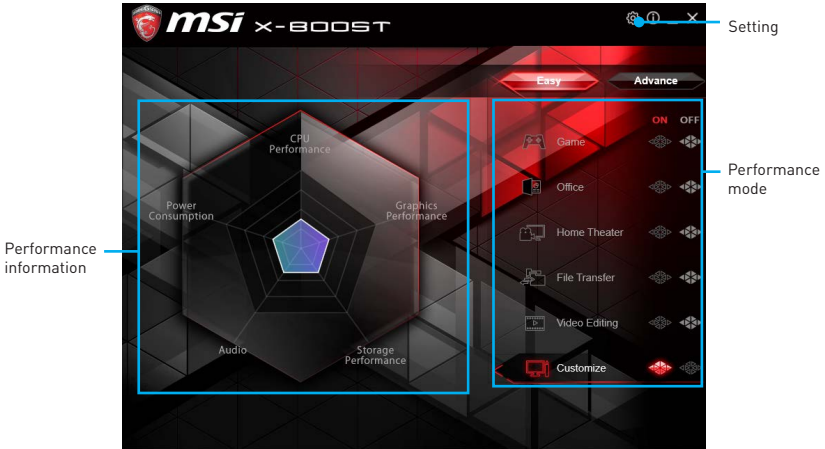 msi X-BOOST
Setting
Easy
Advance
ON OFF
Game
Office
Home Theater
File Transfer
Video Editing
Customize
Performance
mode
CPU
Performance
Power
Consumption
Graphics
Performance
Audio
Storage
Performance
Performance
information